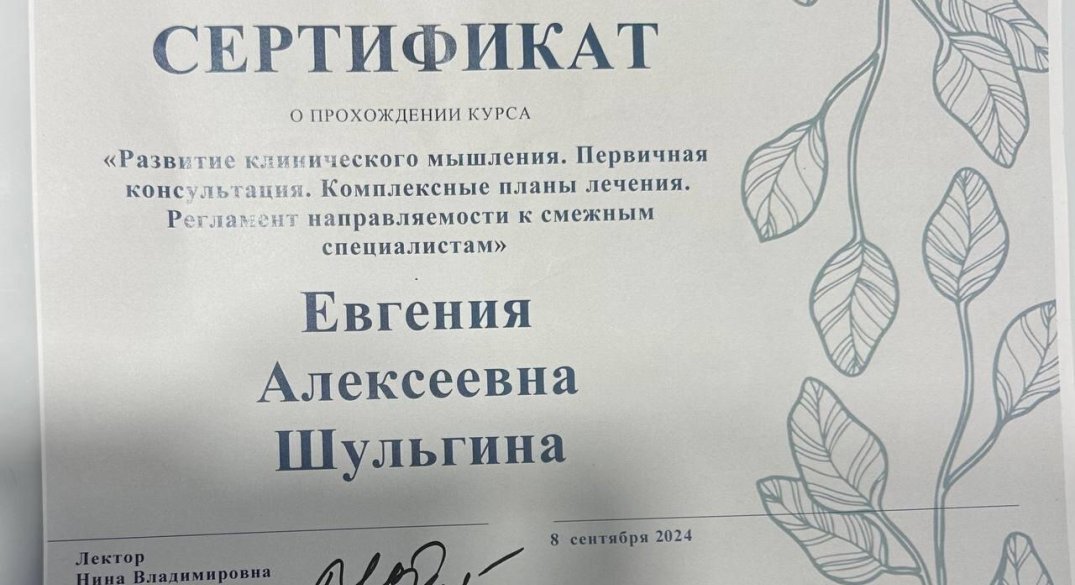 СЕРТИФИКАТ
О ПРОХОЖДЕНИИ КУРСА
«Развитие клинического мышления. Первичная
консультация. Комплексные планы лечения.
Регламент направляемости к смежным
специалистам»
Евгения
Алексеевна
Шульгина
8 сентября 2024
Лектор
Нина Владимировна